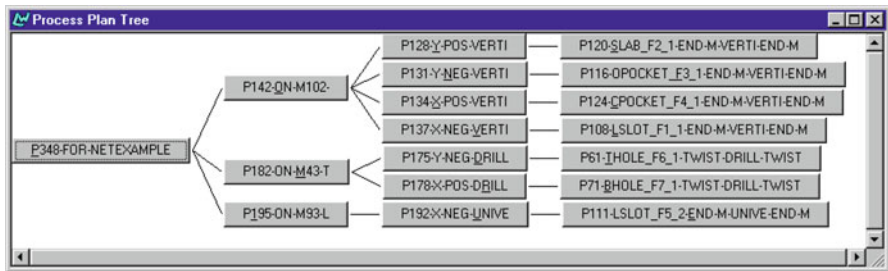 Process Plan Tree
P128-Y-POS-VERTI
P120-SLAB_F2_1-END-M-VERTI-END-M
P131-Y-NEG-VERTI
P116-OPOCKET_F3_1-END-M-VERTI-END-M
P142-ON-M102-
P134-X-POS-VERTI
P124-CPOCKET_F4_1-END-M-VERTI-END-M
P137-X-NEG-VERTI
P108-LSLOT_F1_1-END-M-VERTI-END-M
P348-FOR-NETEXAMPLE
P175-Y-NEG-DRILL
P61-THOLE_F6_1-TWIST-DRILL-TWIST
P182-ON-M43-T
P178-X-POS-DRILL
P71-BHOLE_F7_1-TWIST-DRILL-TWIST
P195-ON-M93-L
P192-X-NEG-UNIVE
P111-LSLOT_F5_2-END-M-UNIVE-END-M